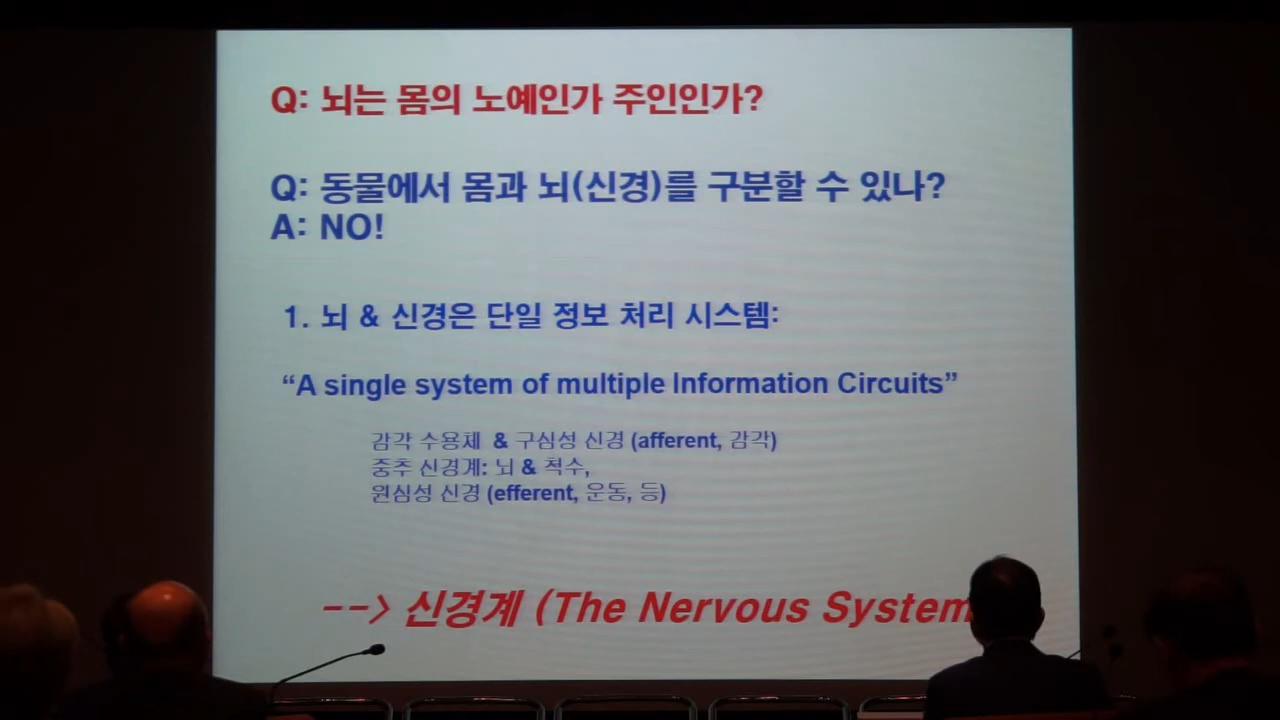 Q: 뇌는 몸의 노예인가 주인인가?
Q: 동물에서 몸과 뇌(신경)를 구분할 수 있나?
A: NO!
1. 뇌 & 신경은 단일 정보 처리 시스템:
“A single system of multiple Information Circuits”
감각 수용체 & 구심성 신경 (afferent, 감각)
중추 신경계: 뇌 & 척수,
원심성 신경 (efferent, 운동, 등)
--> 신경계 (The Nervous System